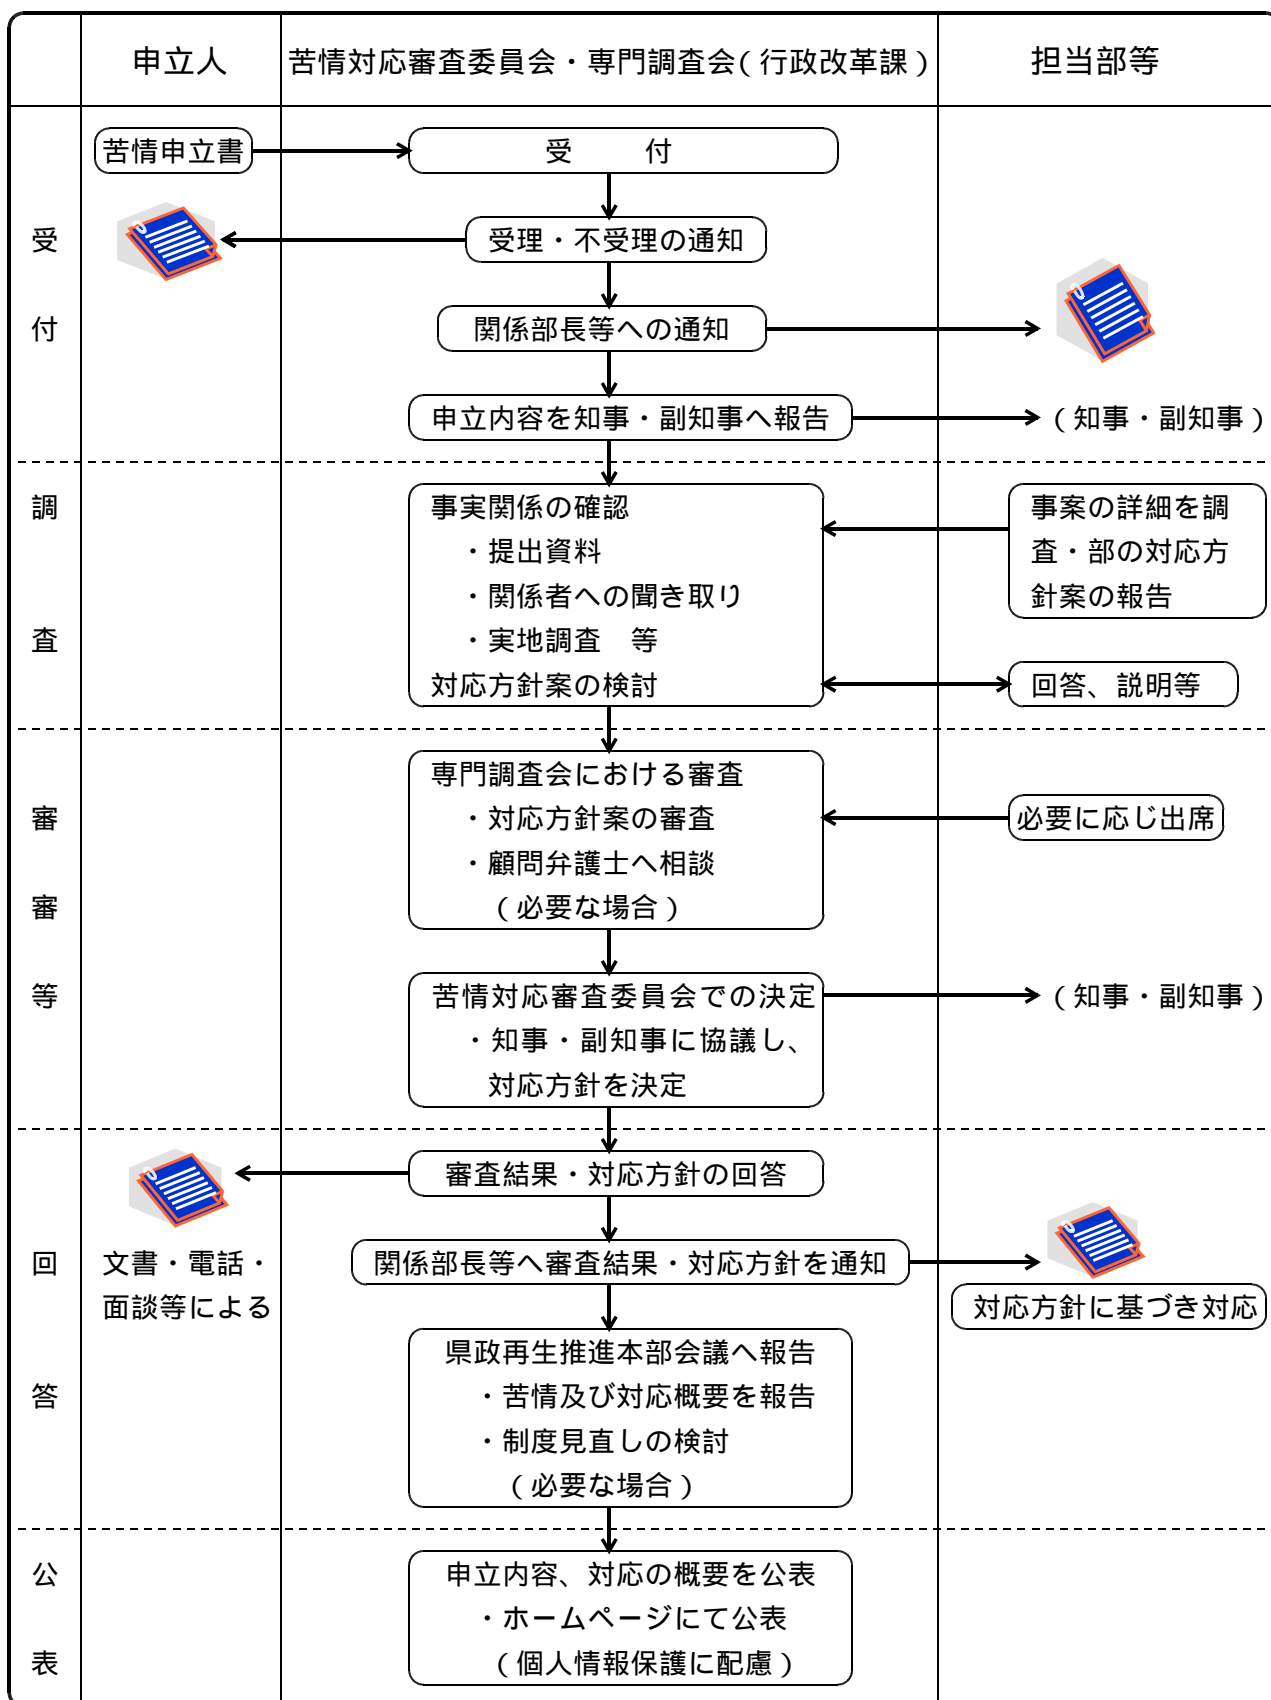 申立人
苦情対応審査委員会・専門調査会(行政改革課)
担当部等
受付
苦情申立書
受　　付
受理・不受理の通知
関係部長等への通知
申立内容を知事・副知事へ報告
(知事・副知事)
調査
事実関係の確認
・提出資料
・関係者への聞き取り
・実地調査　等
対応方針案の検討
事案の詳細を調
査・部の対応方
針案の報告
回答、説明等
審審等
専門調査会における審査
・対応方針案の審査
・顧問弁護士へ相談
(必要な場合)
必要に応じ出席
苦情対応審査委員会での決定
・知事・副知事に協議し、
対応方針を決定
(知事・副知事)
回答
審査結果・対応方針の回答
文書・電話・
面談等による
関係部長等へ審査結果・対応方針を通知
対応方針に基づき対応
県政再生推進本部会議へ報告
・苦情及び対応概要を報告
・制度見直しの検討
(必要な場合)
公表
申立内容、対応の概要を公表
・ホームページにて公表
(個人情報保護に配慮)